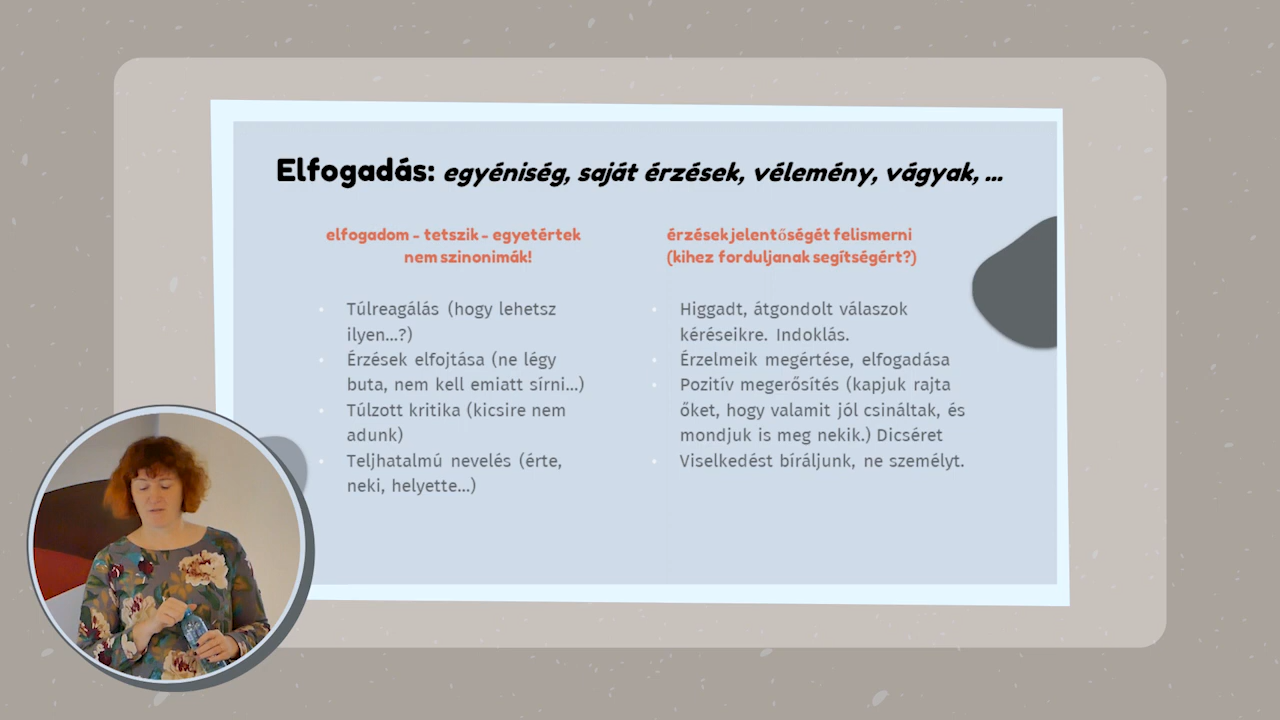 Elfogadás: egyéniség, saját érzések, vélemény, vágyak, ...
elfogadom - tetszik - egyetértek
nem szinonimák!
Túlreagálás (hogy lehetsz
ilyen...?)
Érzések elfojtása (ne légy
buta, nem kell emiatt sírni...)
Túlzott kritika (kicsire nem
adunk)
Teljhatalmú nevelés (érte,
neki, helyette...)
érzések jelentőségét felismerni
(kihez forduljanak segítségért?)
Higgadt, átgondolt válaszok
kéréseikre. Indoklás.
Érzelmeik megértése, elfogadása
Pozitív megerősítés (kapjuk rajta
őket, hogy valamit jól csináltak, és
mondjuk is meg nekik.) Dicséret
Viselkedést bíráljunk, ne személyt.